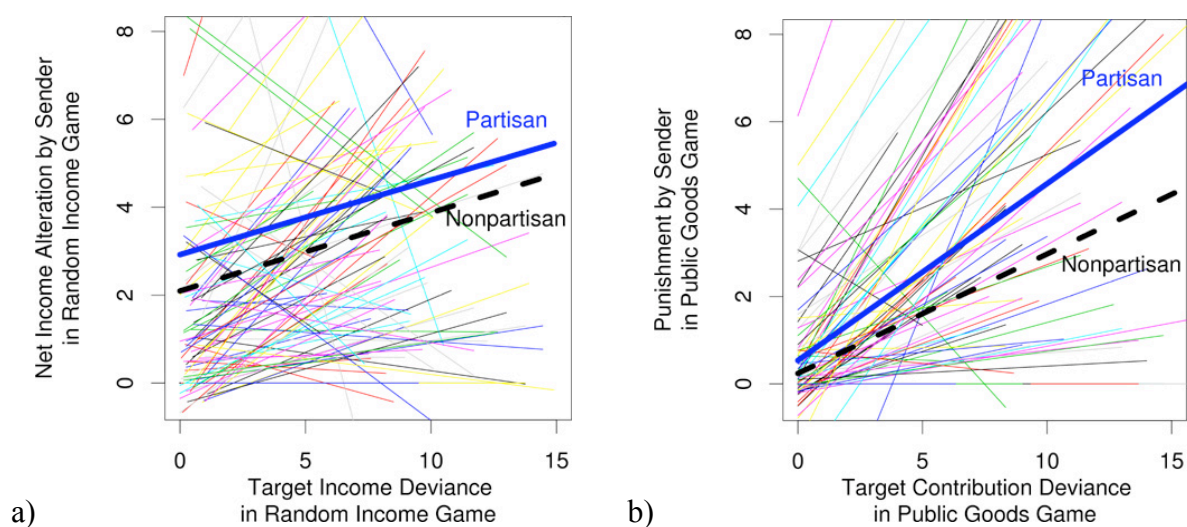 Net Income Alteration by Sender
in Random Income Game
8
6
4
2
0
Partisan
Nonpartisan
0 5 10 15
Target Income Deviance
in Random Income Game
a)
Punishment by Sender
in Public Goods Game
8
6
4
2
0
Partisan
Nonpartisan
0 5 10 15
Target Contribution Deviance
in Public Goods Game
b)